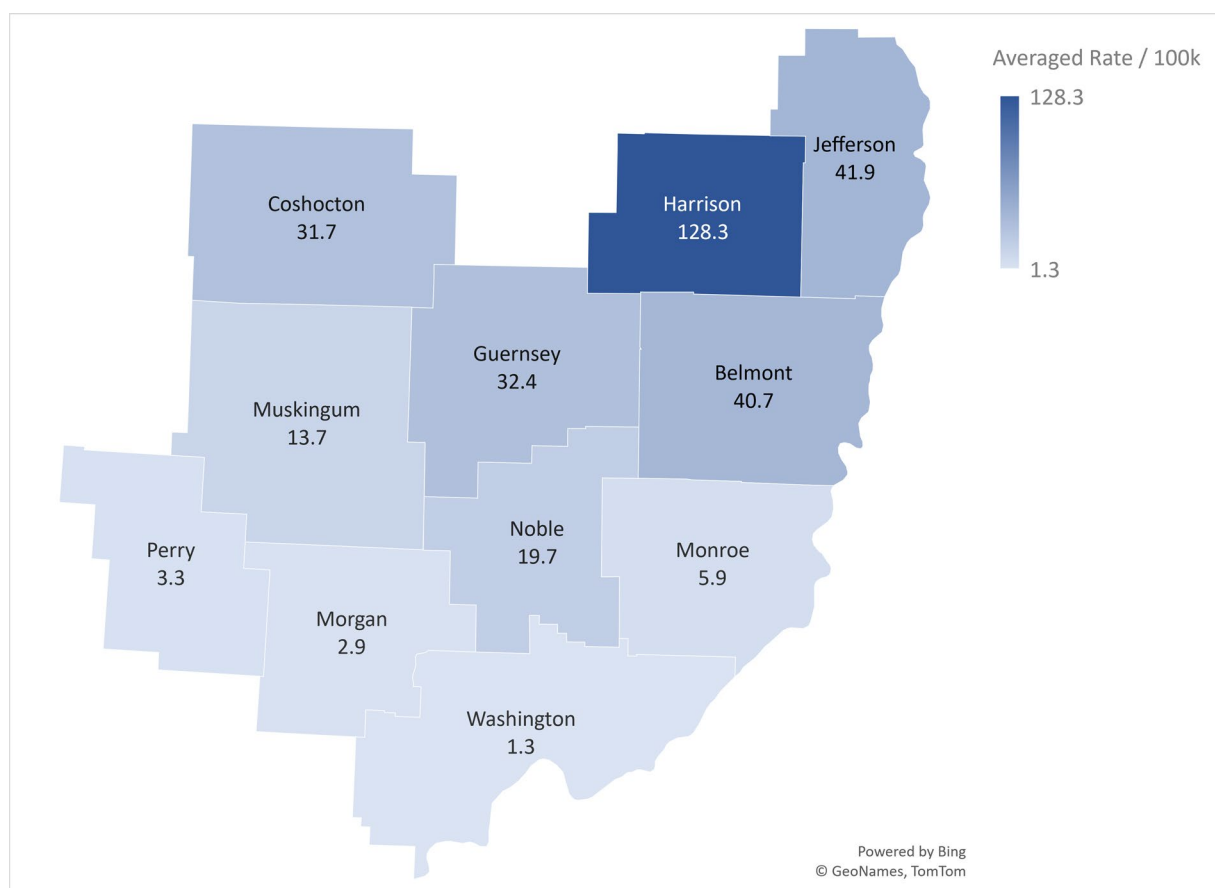 Averaged Rate / 100k
128.3
1.3
Jefferson
41.9
Harrison
128.3
Coshocton
31.7
Guernsey
32.4
Belmont
40.7
Muskingum
13.7
Noble
19.7
Monroe
5.9
Perry
3.3
Morgan
2.9
Washington
1.3
Powered by Bing
© GeoNames, TomTom